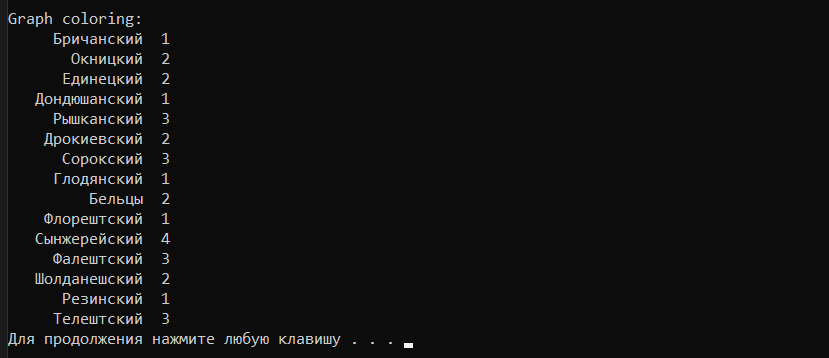 Graph coloring:
Бричанский 1
Окницкий 2
Единецкий 2
Дондюшанский 1
Рышканский 3
Дрокиевский 2
Сорокский 3
Глодянский 1
Бельцы 2
Флорештский 1
Сынжерейский 4
Фалештский 3
Шолданешский 2
Резинский 1
Телештский 3
Для продолжения нажмите любую клавишу . . .